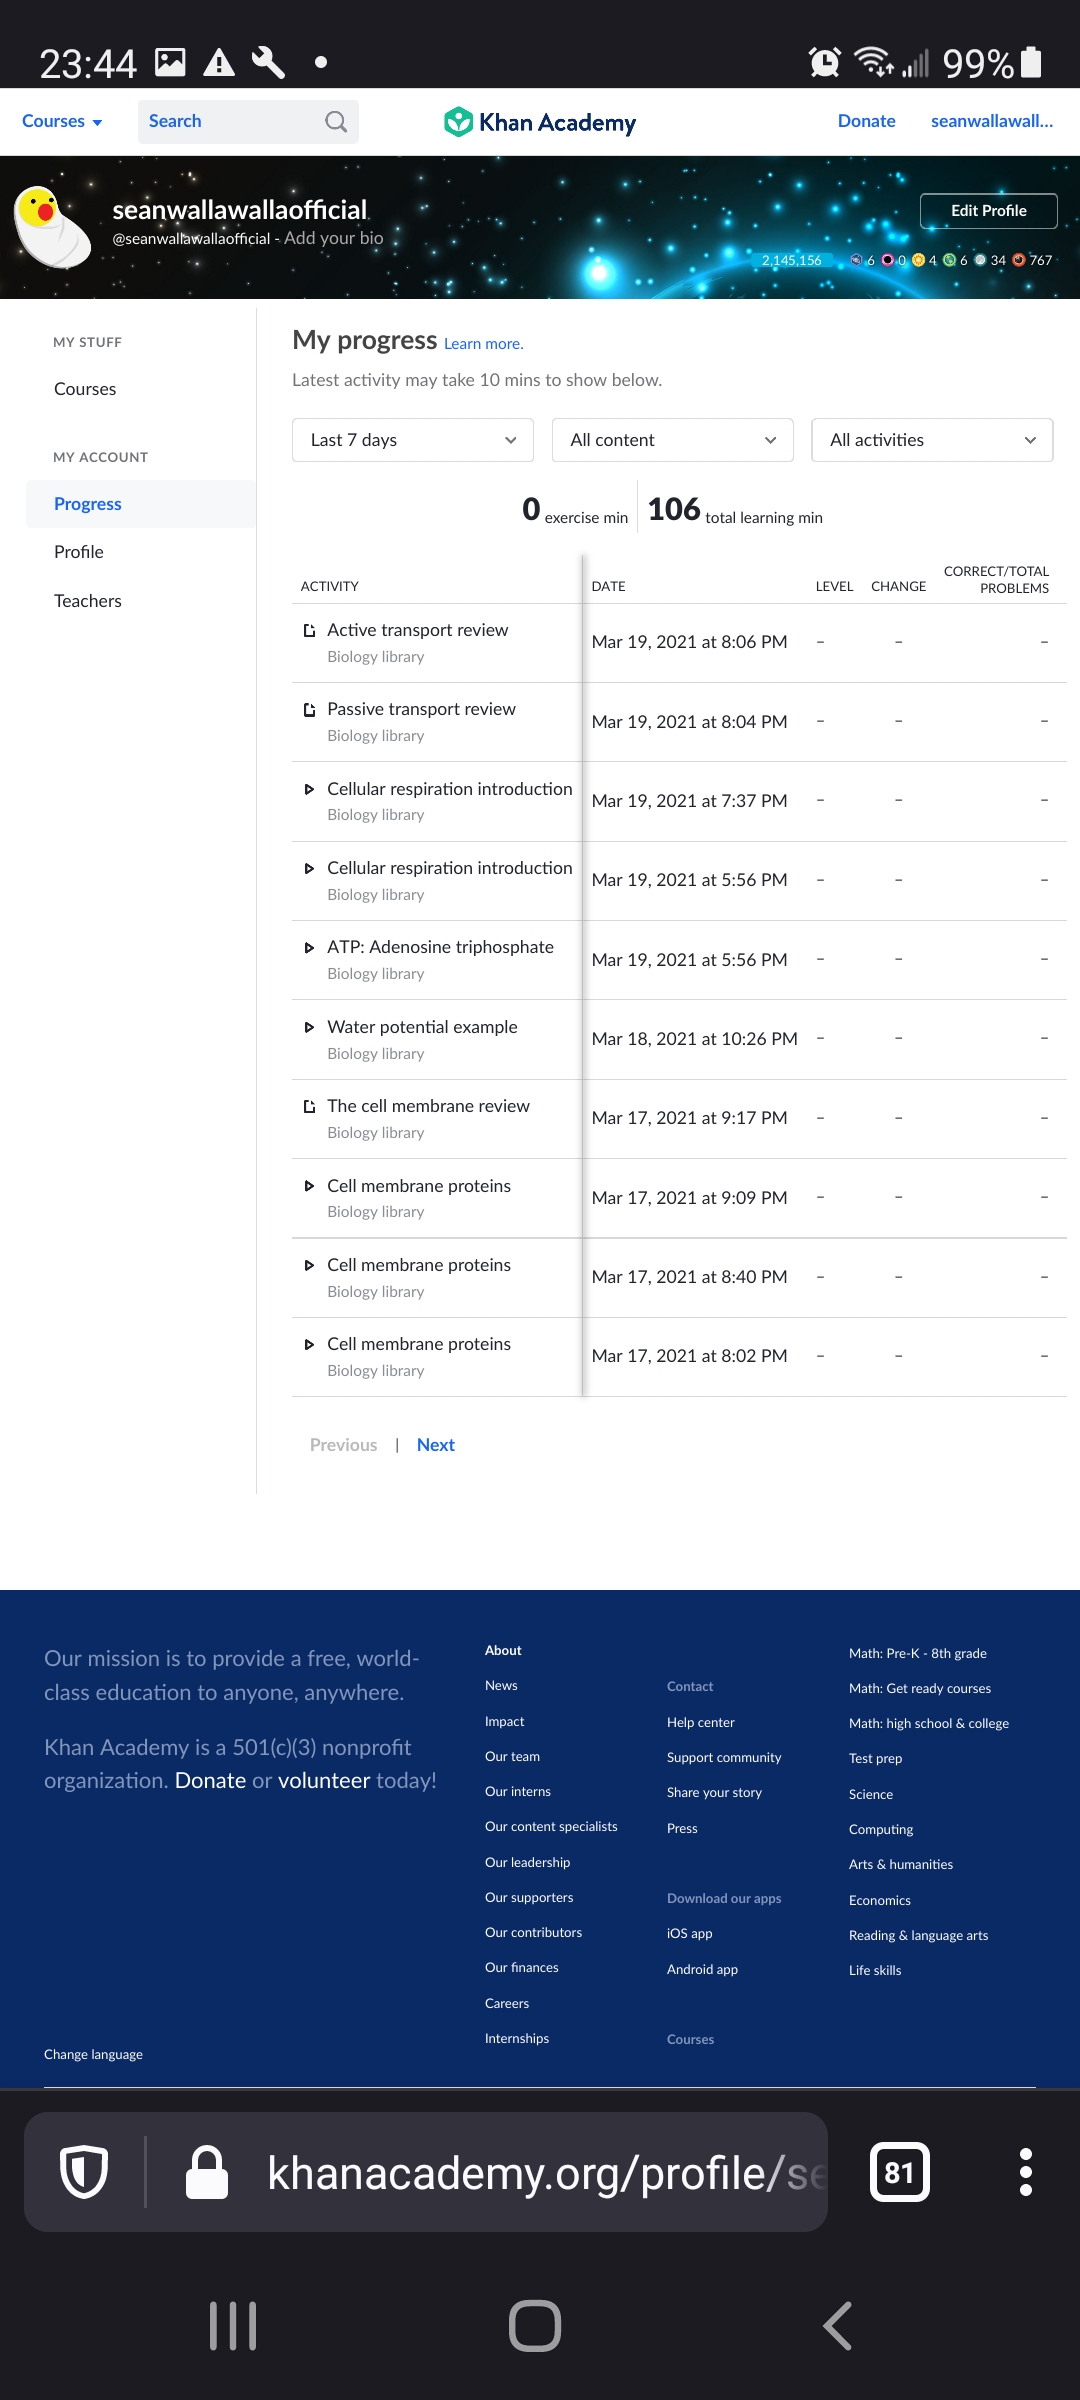 23:44
99%
Courses
Search
Khan Academy
Donate
seanwallawall...
seanwallawallaofficial
@seanwallawallaofficial - Add your bio
Edit Profile
2,145,156
6 0 4 6 34 767
MY STUFF
Courses
MY ACCOUNT
Progress
Profile
Teachers
My progress Learn more.
Latest activity may take 10 mins to show below.
Last 7 days
All content
All activities
0 exercise min
106 total learning min
ACTIVITY DATE LEVEL CHANGE CORRECT/TOTAL PROBLEMS
Active transport review
Biology library
Mar 19, 2021 at 8:06 PM – – –
Passive transport review
Biology library
Mar 19, 2021 at 8:04 PM – – –
Cellular respiration introduction
Biology library
Mar 19, 2021 at 7:37 PM – – –
Cellular respiration introduction
Biology library
Mar 19, 2021 at 5:56 PM – – –
ATP: Adenosine triphosphate
Biology library
Mar 19, 2021 at 5:56 PM – – –
Water potential example
Biology library
Mar 18, 2021 at 10:26 PM – – –
The cell membrane review
Biology library
Mar 17, 2021 at 9:17 PM – – –
Cell membrane proteins
Biology library
Mar 17, 2021 at 9:09 PM – – –
Cell membrane proteins
Biology library
Mar 17, 2021 at 8:40 PM – – –
Cell membrane proteins
Biology library
Mar 17, 2021 at 8:02 PM – – –
Previous | Next
Our mission is to provide a free, world-
class education to anyone, anywhere.
Khan Academy is a 501(c)(3) nonprofit
organization. Donate or volunteer today!
Change language
About
News
Impact
Our team
Our interns
Our content specialists
Our leadership
Our supporters
Our contributors
Our finances
Careers
Internships
Contact
Help center
Support community
Share your story
Press
Download our apps
iOS app
Android app
Courses
Math: Pre-K - 8th grade
Math: Get ready courses
Math: high school & college
Test prep
Science
Computing
Arts & humanities
Economics
Reading & language arts
Life skills
khanacademy.org/profile/se
81